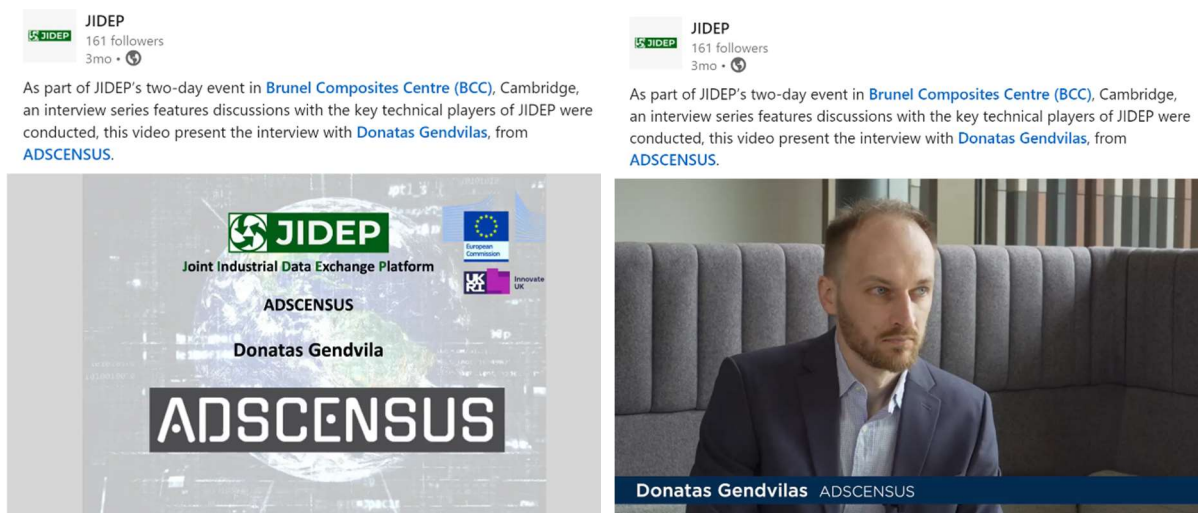 JIDEP
JIDEP
161 followers
3mo •
As part of JIDEP's two-day event in Brunel Composites Centre (BCC), Cambridge,
an interview series features discussions with the key technical players of JIDEP were
conducted, this video present the interview with Donatas Gendvilas, from
ADSCENSUS.
JIDEP
Joint Industrial Data Exchange Platform
European
Commission
UK
RI
Innovate
UK
ADSCENSUS
Donatas Gendvila
ADSCENSUS
JIDEP
JIDEP
161 followers
3mo •
As part of JIDEP's two-day event in Brunel Composites Centre (BCC), Cambridge,
an interview series features discussions with the key technical players of JIDEP were
conducted, this video present the interview with Donatas Gendvilas, from
ADSCENSUS.
Donatas Gendvilas ADSCENSUS